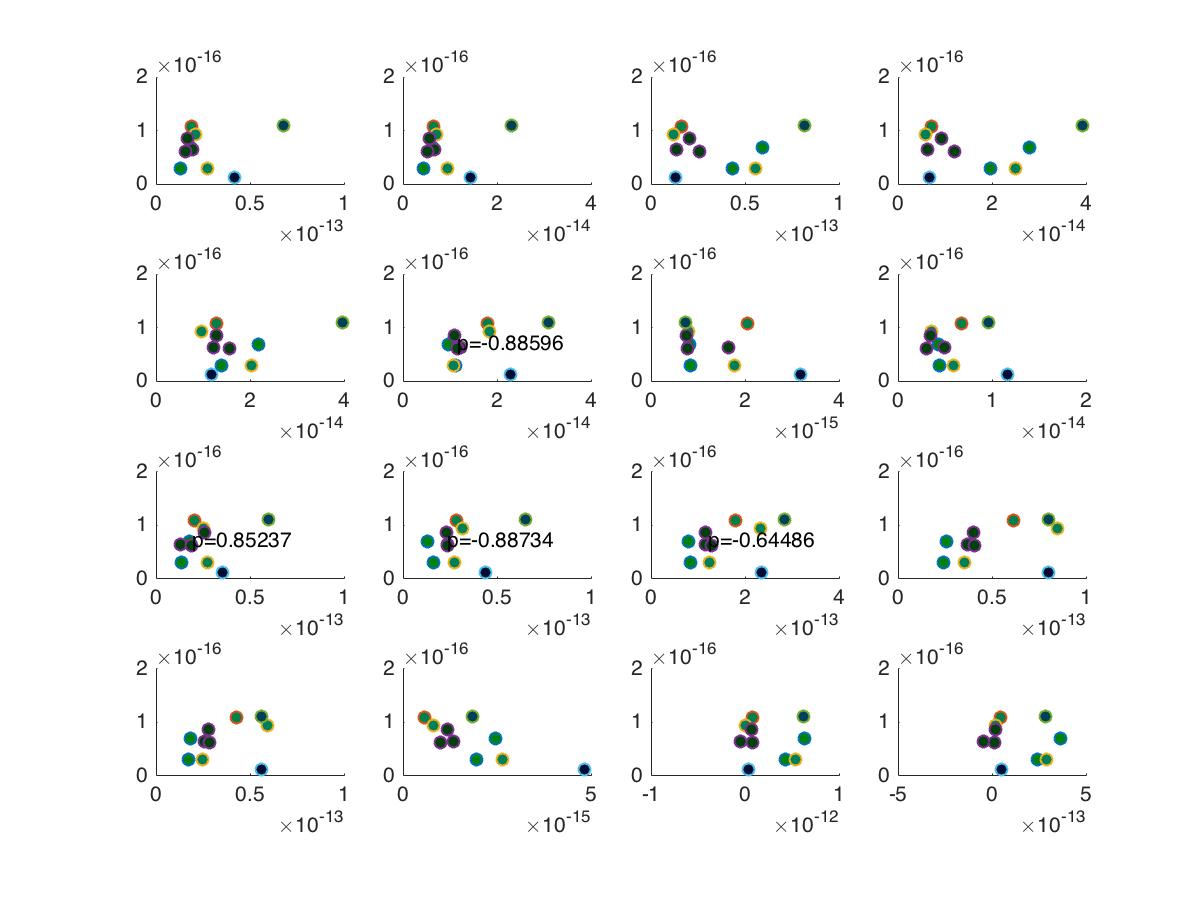 ×10-16 ×10-16 ×10-16 ×10-16
2 2 2 2
1 1 1 1
0 0 0 0
0 0.5 1 0 2 4 0 0.5 1 0 2 4
×10-13 ×10-14 ×10-13 ×10-14
×10-16 ×10-16 ×10-16 ×10-16
2 2 2 2
1 1 1 1
p=-0.88596
0 0 0 0
0 2 4 0 2 4 0 2 4 0 1 2
×10-14 ×10-14 ×10-15 ×10-14
×10-16 ×10-16 ×10-16 ×10-16
2 2 2 2
1 1 1 1
p=0.85237 p=-0.88734 p=-0.64486
0 0 0 0
0 0.5 1 0 0.5 1 0 2 4 0 0.5 1
×10-13 ×10-13 ×10-13 ×10-13
×10-16 ×10-16 ×10-16 ×10-16
2 2 2 2
1 1 1 1
0 0 0 0
0 0.5 1 0 5 -1 0 1 -5 0 5
×10-13 ×10-15 ×10-12 ×10-13